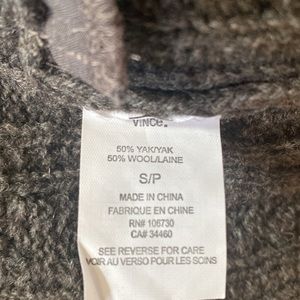 VINCE.
50% YAK/YAK
50% WOOL/LAINE
S/P
MADE IN CHINA
FABRIQUE EN CHINE
RN# 106730
CA# 34460
SEE REVERSE FOR CARE
VOIR AU VERSO POUR LES SOINS